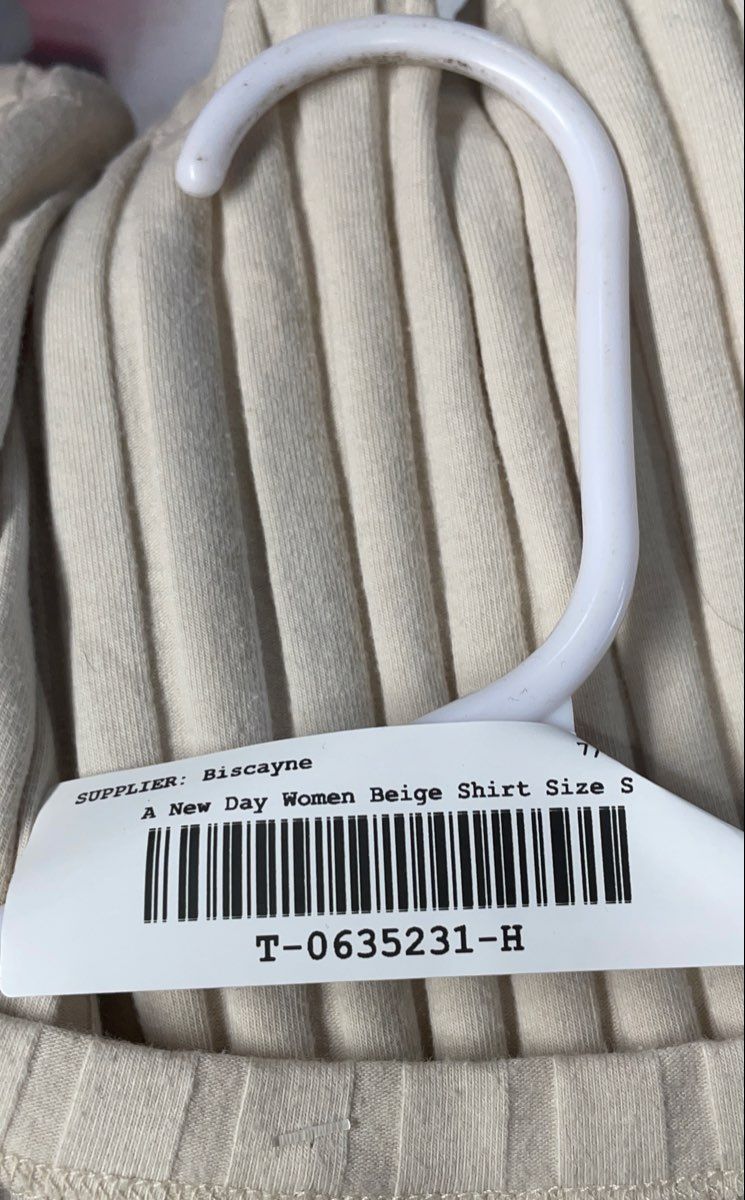 SUPPLIER: Biscayne
A New Day Women Beige Shirt Size S
T-0635231-H